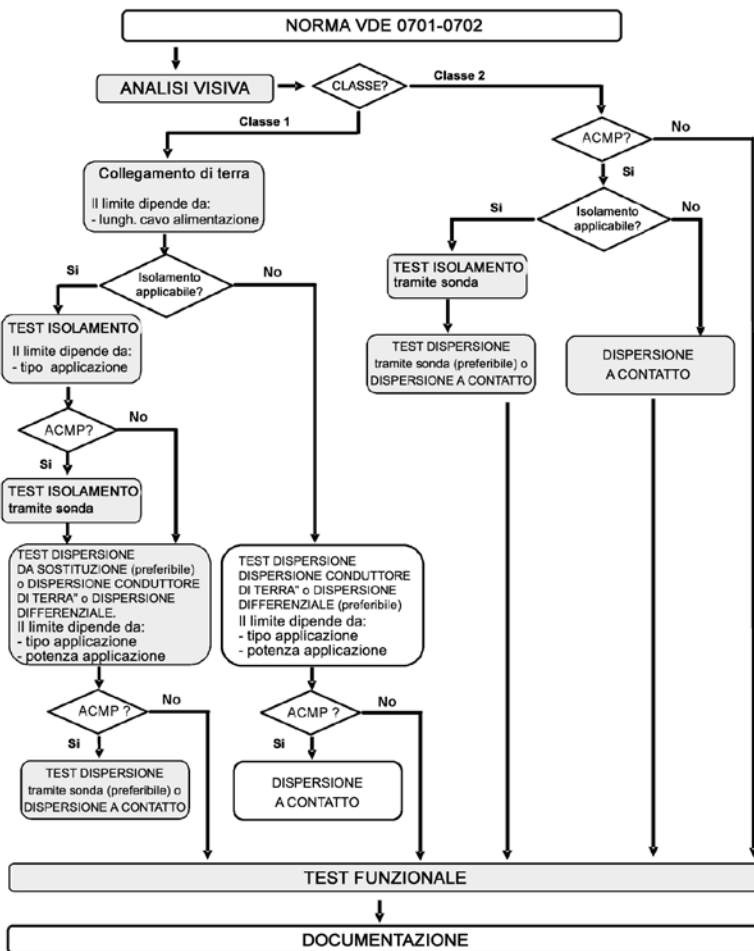 NORMA VDE 0701-0702
ANALISI VISIVA
CLASSE?
Classe 2
Classe 1
ACMP?
No
Si
Collegamento di terra
Il limite dipende da:
- lungh. cavo alimentazione
Isolamento
applicabile?
Si
No
TEST ISOLAMENTO
tramite sonda
TEST DISPERSIONE
tramite sonda (preferibile) o
DISPERSIONE A CONTATTO
DISPERSIONE
A CONTATTO
Isolamento
applicabile?
Si
No
TEST ISOLAMENTO
Il limite dipende da:
- tipo applicazione
ACMP?
No
Si
TEST ISOLAMENTO
tramite sonda
TEST DISPERSIONE
DA SOSTITUZIONE (preferibile)
o DISPERSIONE CONDUTTORE
DI TERRA" o DISPERSIONE
DIFFERENZIALE.
Il limite dipende da:
- tipo applicazione
- potenza applicazione
TEST DISPERSIONE
DISPERSIONE CONDUTTORE
DI TERRA" o DISPERSIONE
DIFFERENZIALE (preferibile)
Il limite dipende da:
- tipo applicazione
- potenza applicazione
ACMP ?
No
Si
ACMP ?
No
Si
TEST DISPERSIONE
tramite sonda (preferibile) o
DISPERSIONE A CONTATTO
DISPERSIONE
A CONTATTO
TEST FUNZIONALE
DOCUMENTAZIONE